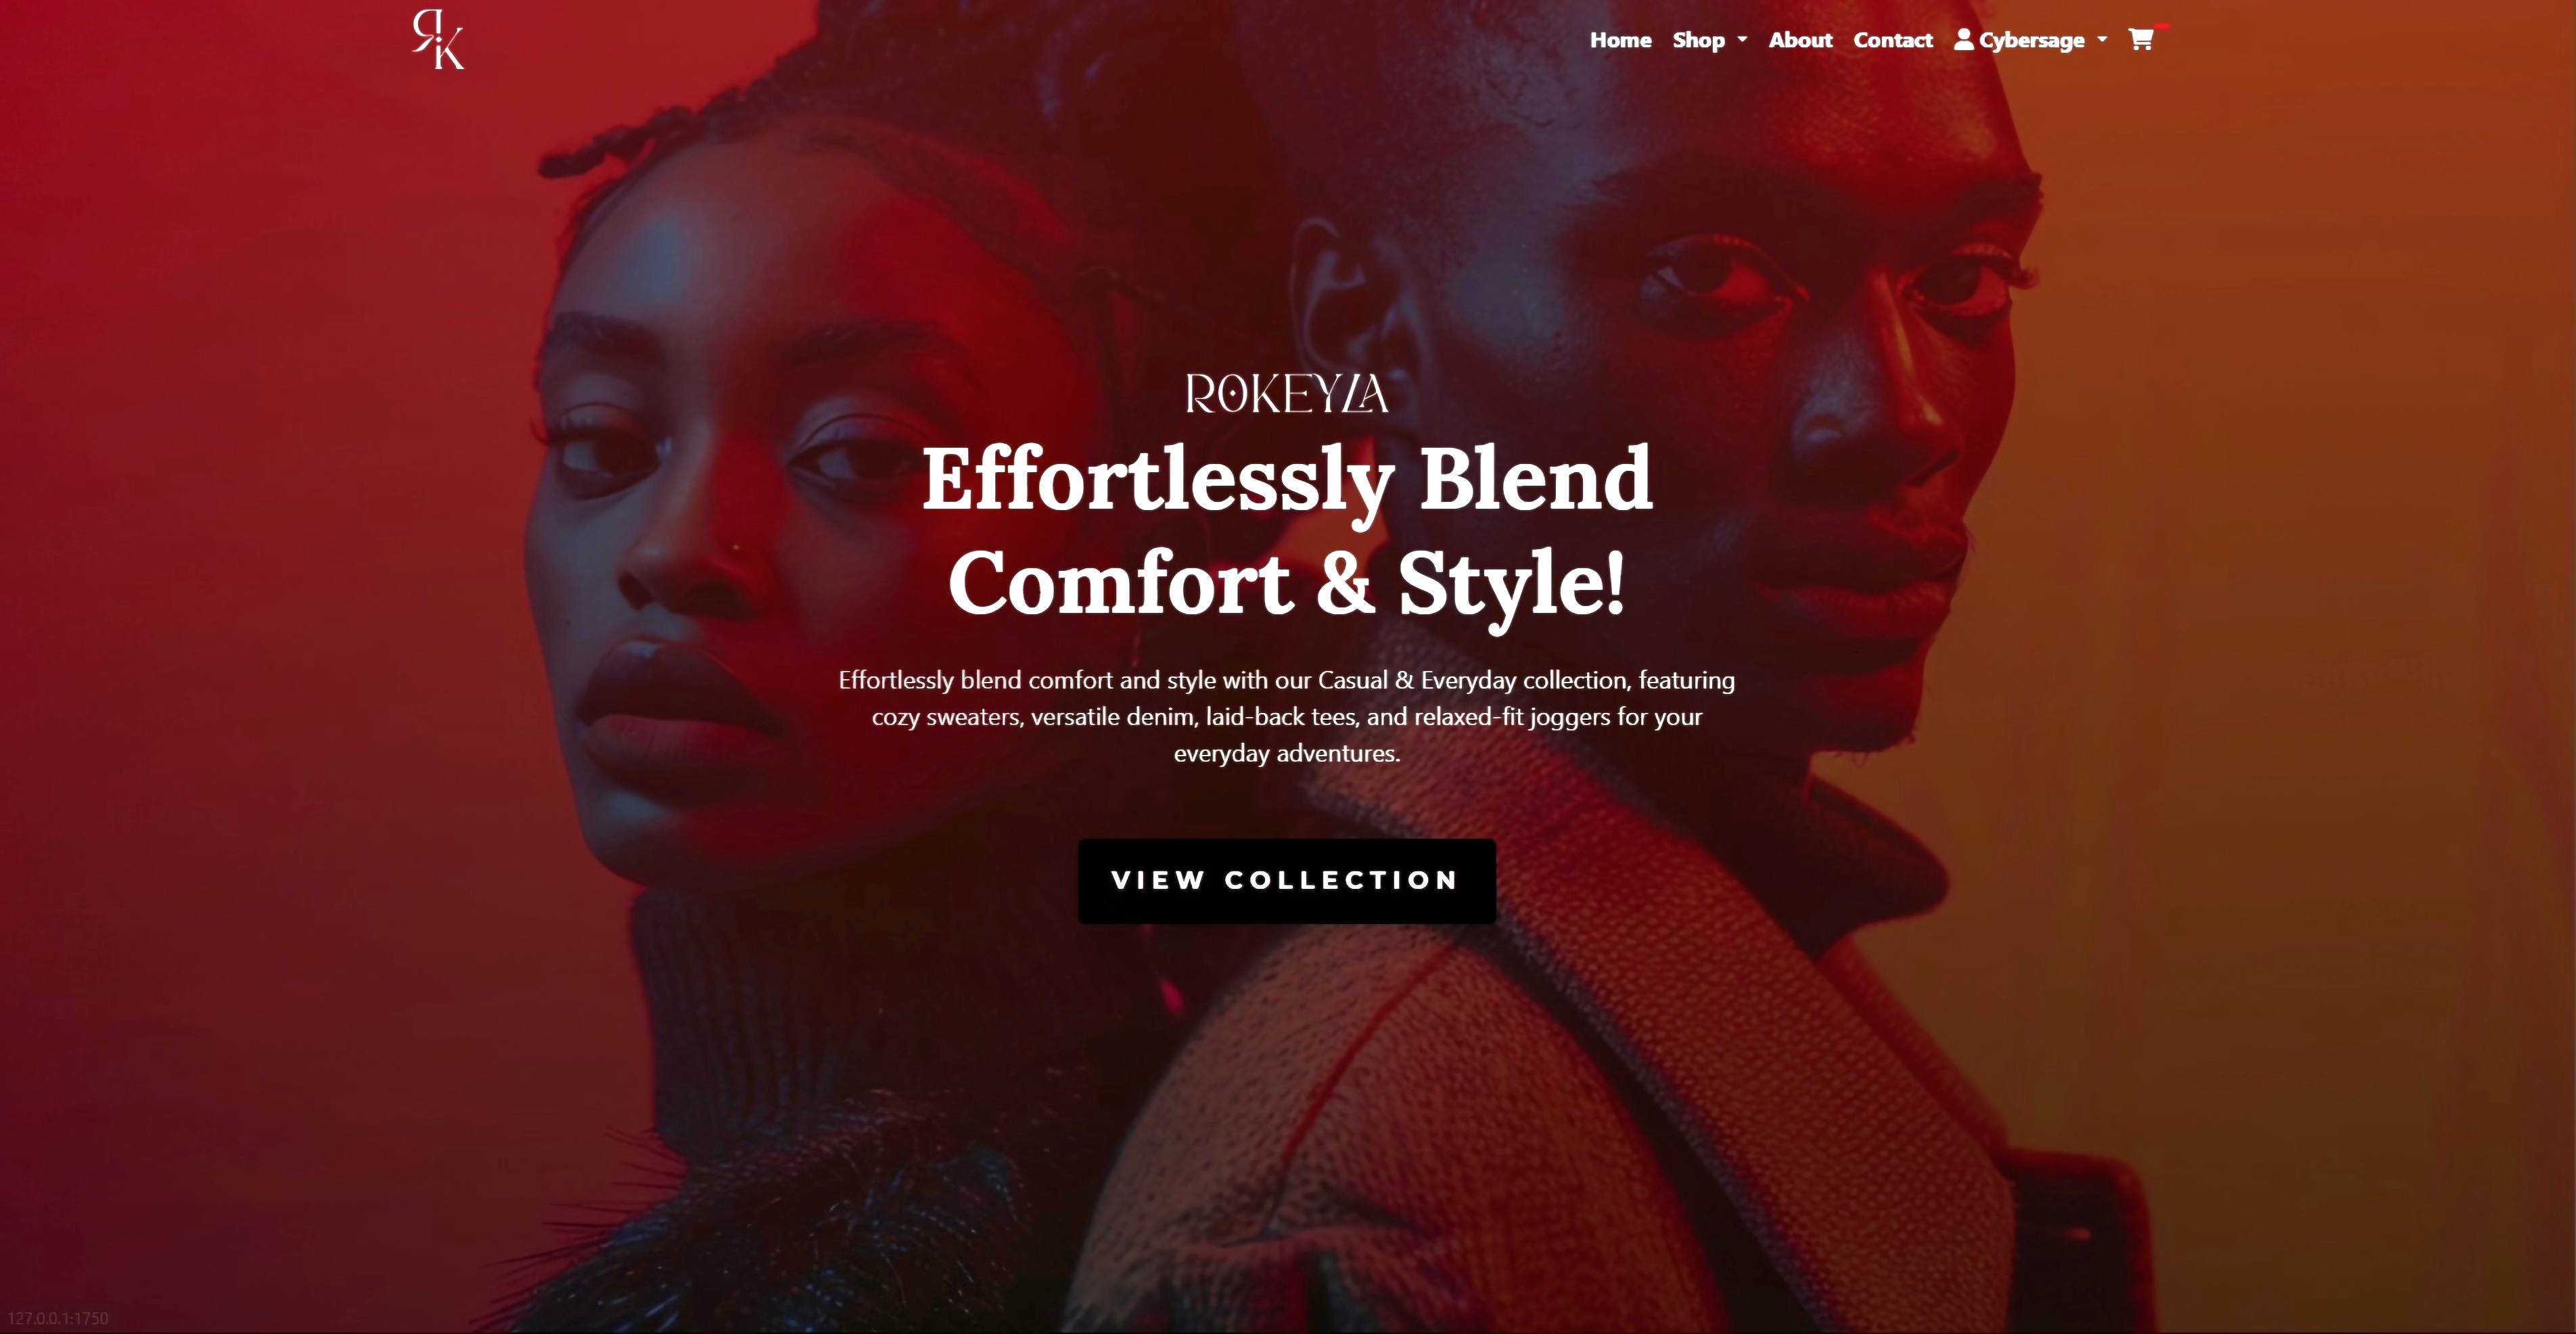 RK
Home Shop About Contact Cybersage
ROKEYLA
Effortlessly Blend
Comfort & Style!
Effortlessly blend comfort and style with our Casual & Everyday collection, featuring
cozy sweaters, versatile denim, laid-back tees, and relaxed-fit joggers for your
everyday adventures.
VIEW COLLECTION
127.0.0.1:1750